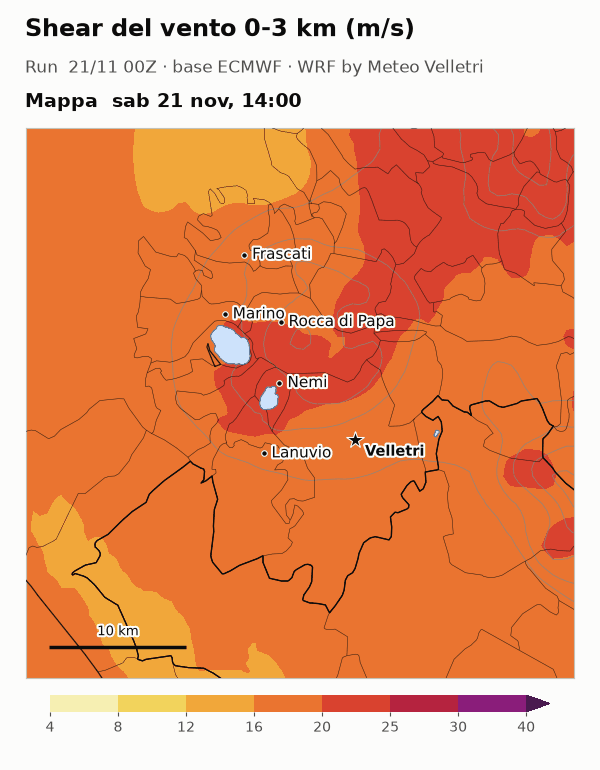 Shear del vento 0-3 km (m/s)
Run  21/11 00Z · base ECMWF · WRF by Meteo Velletri
Mappa  sab 21 nov, 14:00
Frascati
Marino
Rocca di Papa
Nemi
Velletri
Lanuvio
10 km
4 8 12 16 20 25 30 40